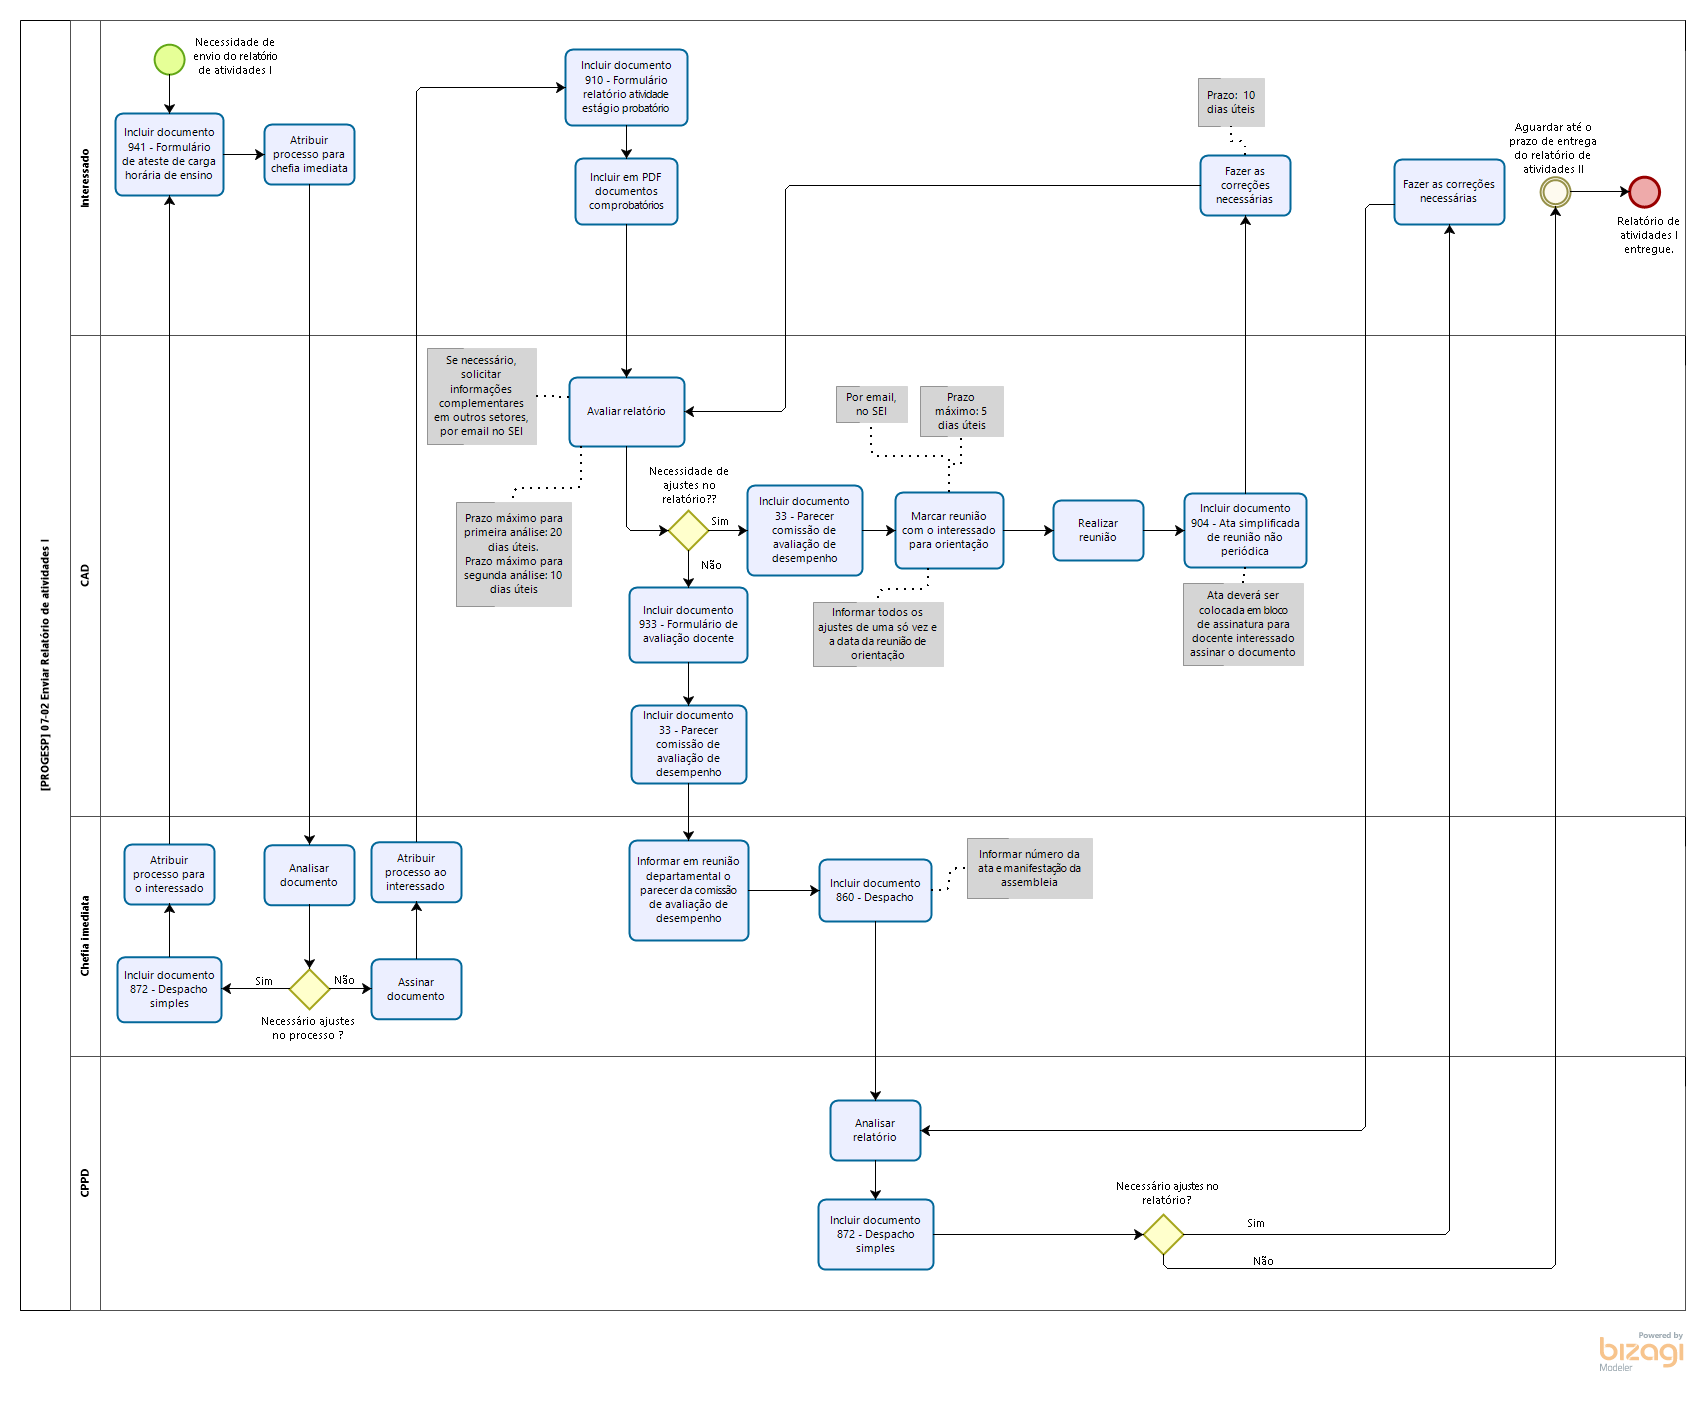 [PROGESP] 07-02 Enviar Relatório de atividades I
Interessado
Necessidade de
envio do relatório
de atividades I
Incluir documento
941 - Formulário
de ateste de carga
horária de ensino
Atribuir
processo para
chefia imediata
Incluir documento
910 - Formulário
relatório atividade
estágio probatório
Incluir em PDF
documentos
comprobatórios
Prazo:  10
dias úteis
Fazer as
correções
necessárias
Fazer as correções
necessárias
Aguardar até o
prazo de entrega
do relatório de
atividades II
Relatório de
atividades I
entregue.
CAD
Se necessário,
solicitar
informações
complementares
em outros setores,
por email no SEI
Avaliar relatório
Prazo máximo para
primeira análise: 20
dias úteis.
Prazo máximo para
segunda análise: 10
dias úteis
Necessidade de
ajustes no
relatório??
Sim
Não
Incluir documento
33 - Parecer
comissão de
avaliação de
desempenho
Por email,
no SEI
Prazo
máximo: 5
dias úteis
Marcar reunião
com o interessado
para orientação
Informar todos os
ajustes de uma só vez e
a data da reunião de
orientação
Realizar
reunião
Incluir documento
904 - Ata simplificada
de reunião não
periódica
Ata deverá ser
colocada em bloco
de assinatura para
docente interessado
assinar o documento
Incluir documento
933 - Formulário de
avaliação docente
Incluir documento
33 - Parecer
comissão de
avaliação de
desempenho
Chefia imediata
Atribuir
processo para
o interessado
Analisar
documento
Atribuir
processo ao
interessado
Incluir documento
872 - Despacho
simples
Sim
Não
Necessário ajustes
no processo ?
Assinar
documento
Informar em reunião
departamental o
parecer da comissão
de avaliação de
desempenho
Incluir documento
860 - Despacho
Informar número da
ata e manifestação da
assembleia
CPPD
Analisar
relatório
Incluir documento
872 - Despacho
simples
Necessário ajustes no
relatório?
Sim
Não
Powered by
bizagi
Modeler